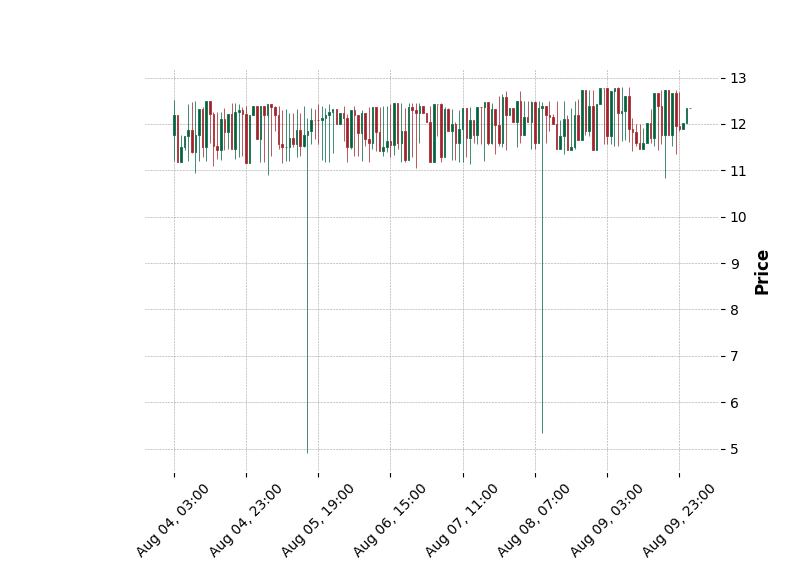 13
12
11
10
9
8
7
6
5
Price
Aug 04, 03:00
Aug 04, 23:00
Aug 05, 19:00
Aug 06, 15:00
Aug 07, 11:00
Aug 08, 07:00
Aug 09, 03:00
Aug 09, 23:00